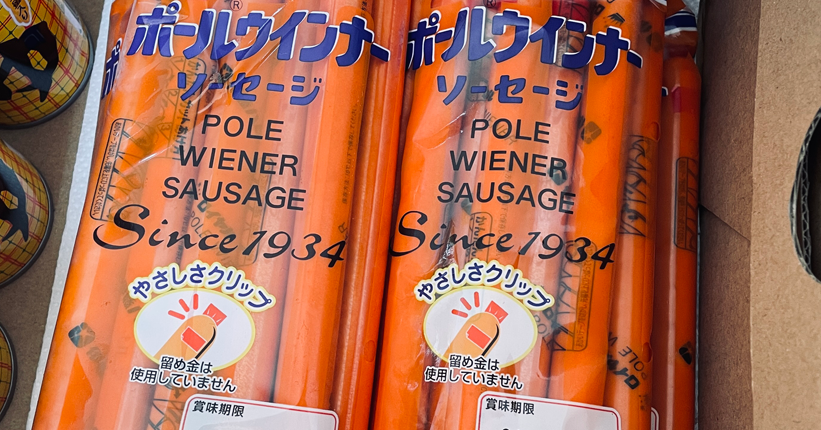 ポールウインナー
ソーセージ
POLE
WIENER
SAUSAGE
Since 1934
やさしさクリップ
留め金は
使用していません
賞味期限
ポールウインナー
ソーセージ
POLE
WIENER
SAUSAGE
Since 1934
やさしさクリップ
留め金は
使用していません
賞味期限